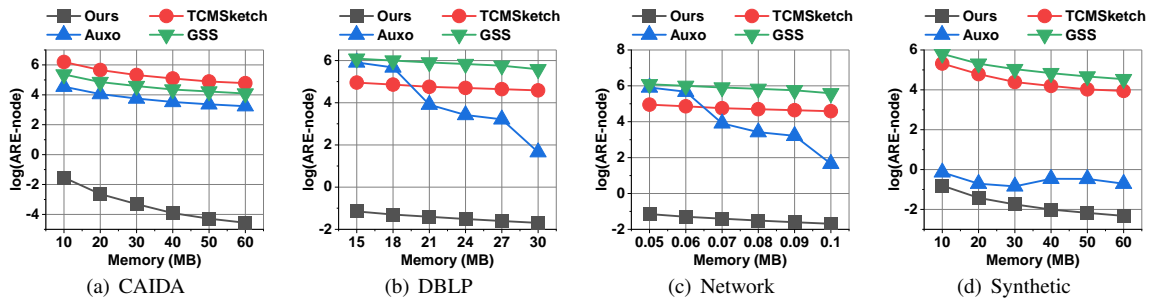 Ours TCMSketch
Auxo GSS
log(ARE-node)
6
4
2
0
-2
-4
10 20 30 40 50 60
Memory (MB)
(a) CAIDA
Ours TCMSketch
Auxo GSS
log(ARE-node)
6
4
2
0
-2
15 18 21 24 27 30
Memory (MB)
(b) DBLP
Ours TCMSketch
Auxo GSS
log(ARE-node)
8
6
4
2
0
-2
0.05 0.06 0.07 0.08 0.09 0.1
Memory (MB)
(c) Network
Ours TCMSketch
Auxo GSS
log(ARE-node)
6
4
2
0
-2
10 20 30 40 50 60
Memory (MB)
(d) Synthetic